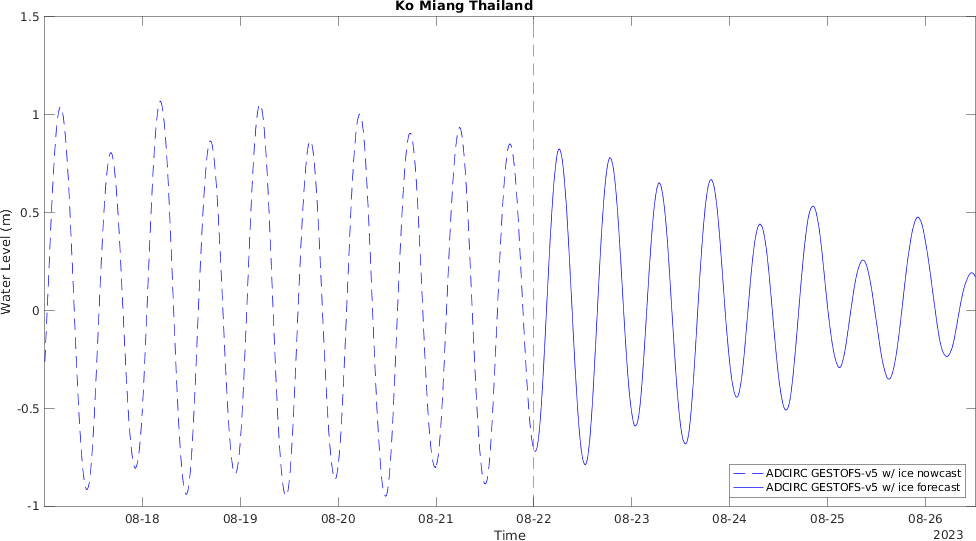 Ko Miang Thailand
1.5
1
0.5
0
-0.5
-1
Water Level (m)
08-18 08-19 08-20 08-21 08-22 08-23 08-24 08-25 08-26
Time
2023
ADCIRC GESTOFS-v5 w/ ice nowcast
ADCIRC GESTOFS-v5 w/ ice forecast